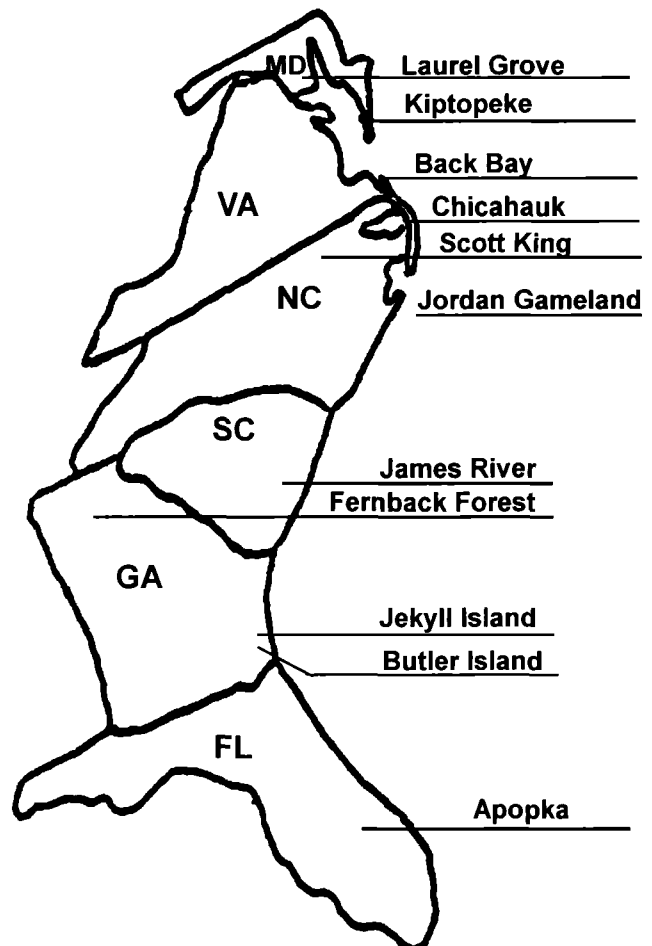 MD Laurel Grove
Kiptopeke
Back Bay
VA
Chicahauk
Scott King
NC
Jordan Gameland
SC
James River
Fernback Forest
GA
Jekyll Island
Butler Island
FL
Apopka